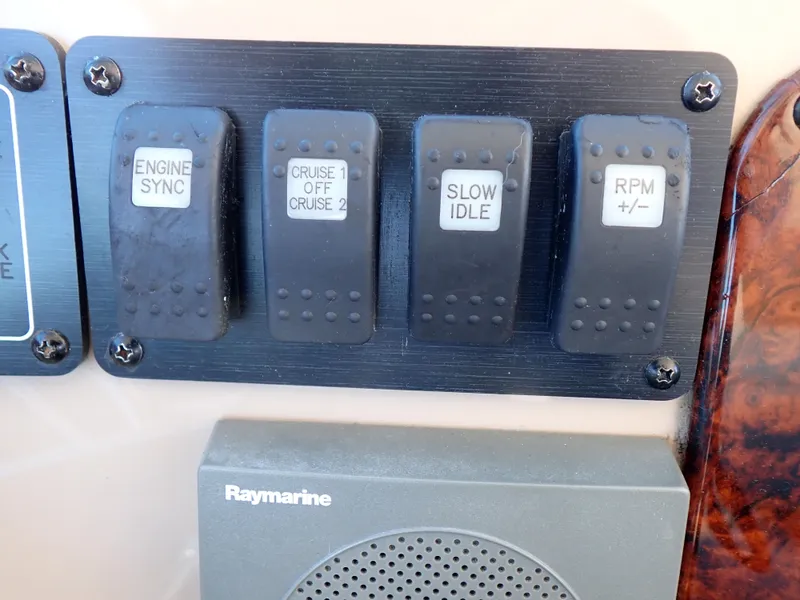 ENGINE
SYNC
CRUISE 1
OFF
CRUISE 2
SLOW
IDLE
RPM
+/-
Raymarine